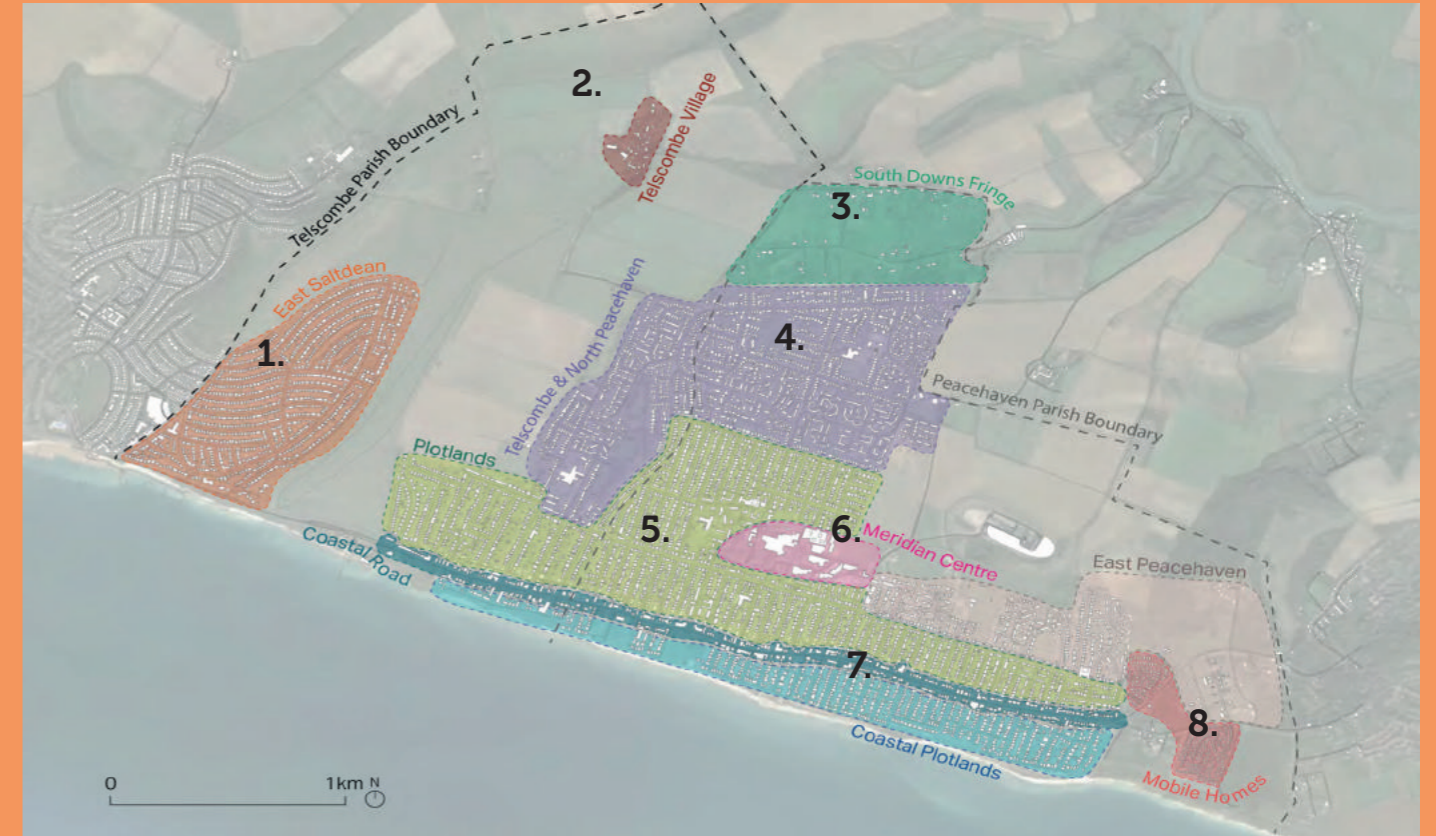 2.
Telscombe Village
Telscombe Parish Boundary
South Downs Fringe
3.
East Saltdean
1.
Telscombe & North Peacehaven
4.
Peacehaven Parish Boundary
Plotlands
5.
6.
Meridian Centre
Coastal Road
East Peacehaven
7.
8.
Coastal Plotlands
Mobile Homes
0
1km
N